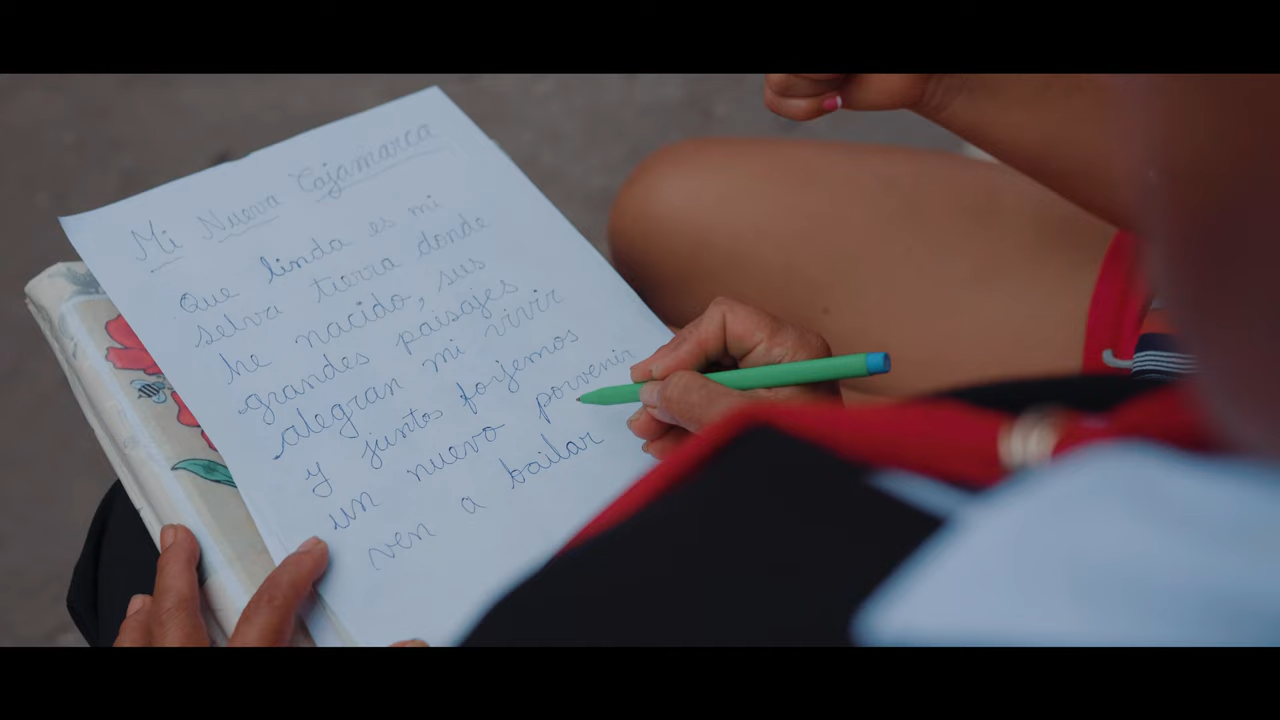 Mi Nueva Cajamarca
Que linda es mi
selva tierra donde
he nacido, sus
grandes paisajes
alegran mi vivir
y juntos forjemos
un nuevo porvenir
ven a bailar